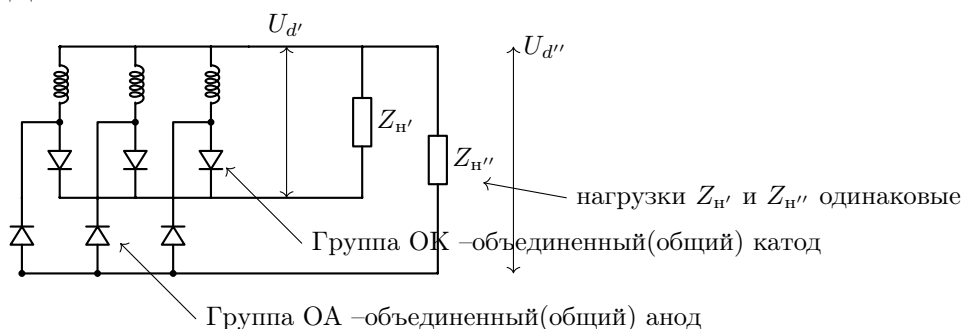 U_{d'}
U_{d''}
Z_{н'}
Z_{н''}
нагрузки Z_{н'} и Z_{н''} одинаковые
Группа ОК –объединенный(общий) катод
Группа ОА –объединенный(общий) анод